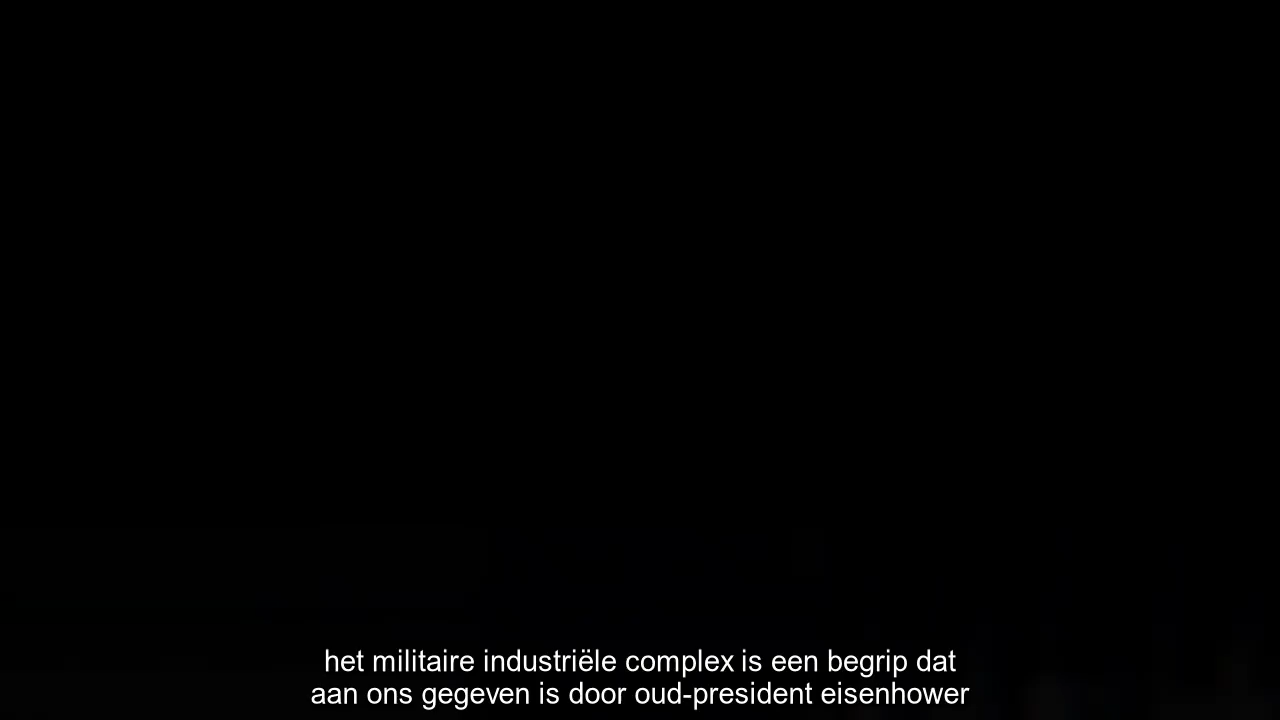 het militaire industriële complex is een begrip dat
aan ons gegeven is door oud-president eisenhower